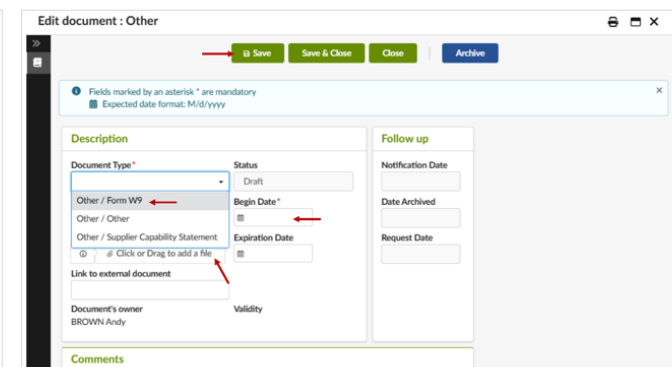 Edit document : Other
Save
Save & Close
Close
Archive
Fields marked by an asterisk * are mandatory
Expected date format: M/d/yyyy
Description
Follow up
Document Type *
Status
Notification Date
Draft
Other / Form W9
Begin Date *
Date Archived
Other / Other
Other / Supplier Capability Statement
Expiration Date
Request Date
Click or Drag to add a file
Link to external document
Document's owner
Validity
BROWN Andy
Comments